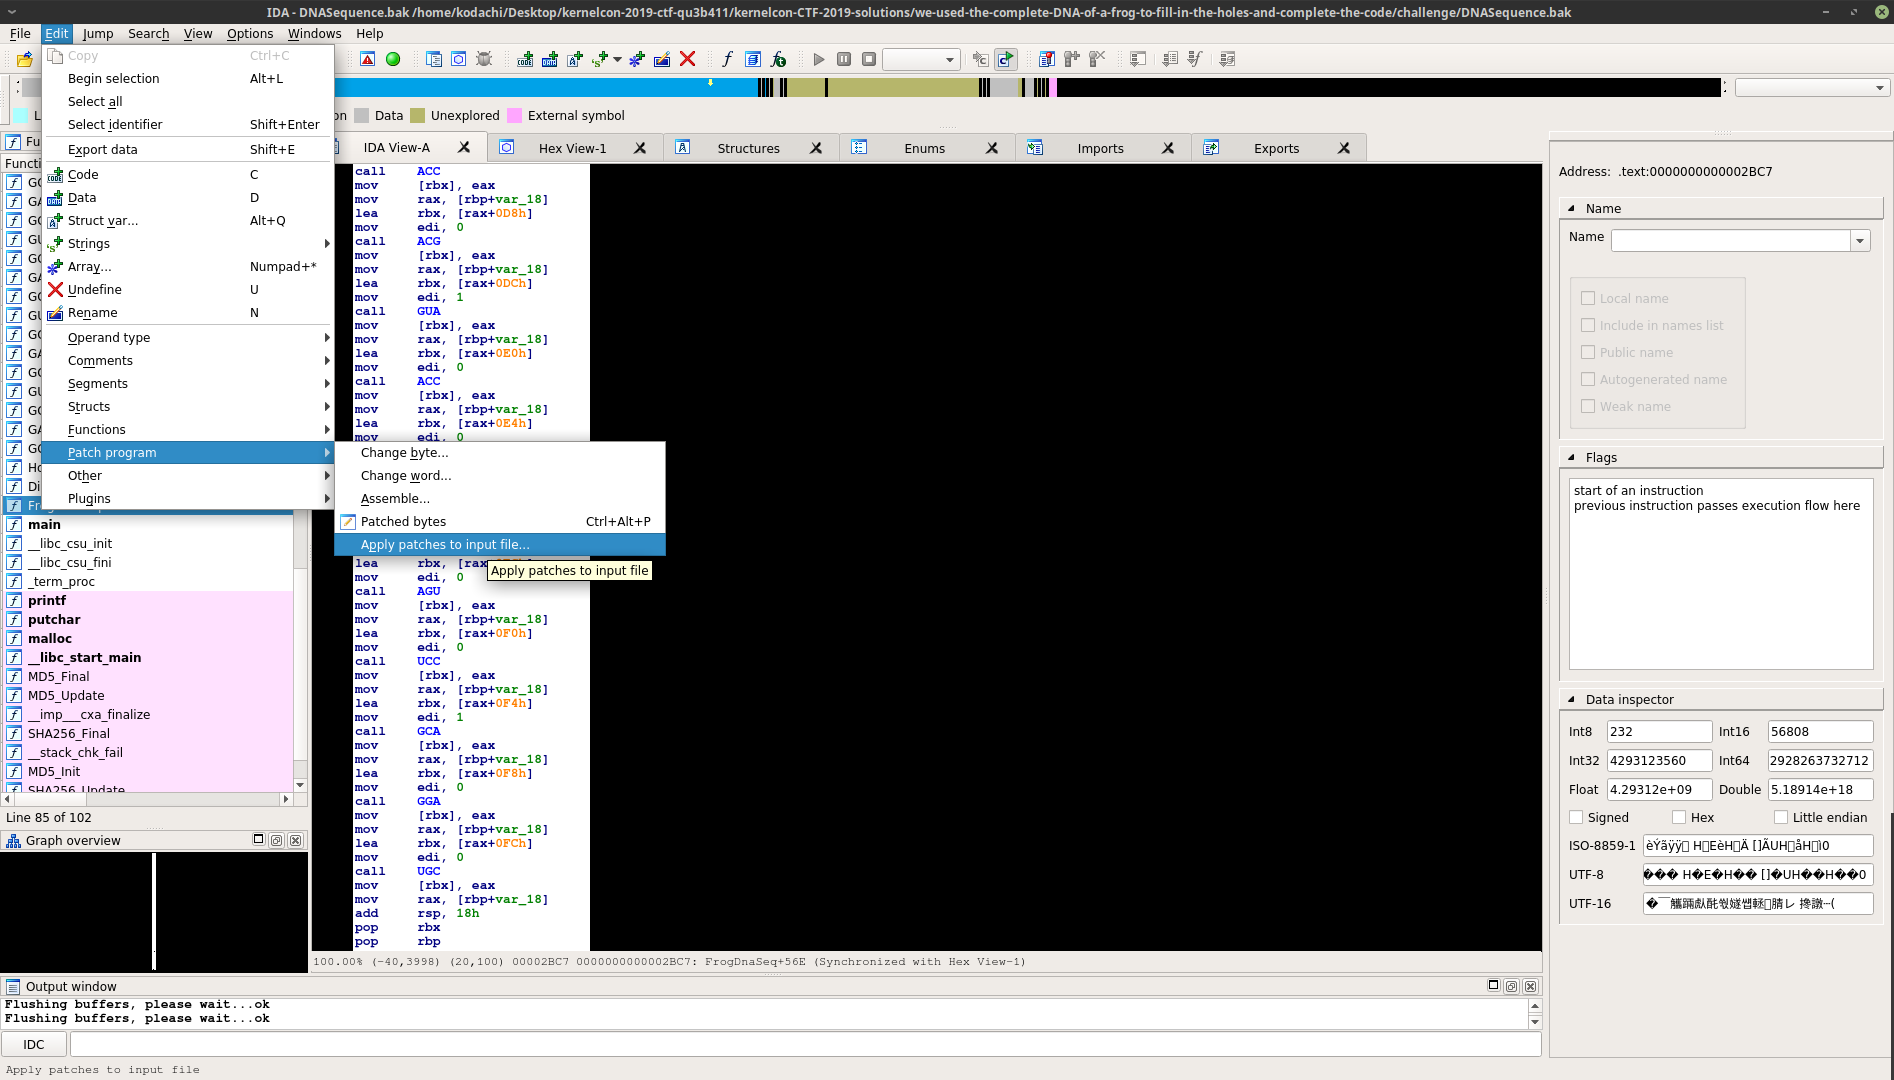 IDA - DNASequence.bak /home/kodachi/Desktop/kernelcon-2019-ctf-qu3b411/kernelcon-CTF-2019-solutions/we-used-the-complete-DNA-of-a-frog-to-fill-in-the-holes-and-complete-the-code/challenge/DNASequence.bak
File Edit Jump Search View Options Windows Help
Copy Ctrl+C
Begin selection Alt+L
Select all
Select identifier Shift+Enter
Export data Shift+E
Code C
Data D
Struct var... Alt+Q
Strings
Array... Numpad+*
Undefine U
Rename N
Operand type
Comments
Segments
Structs
Functions
Patch program
Other
Plugins
Change byte...
Change word...
Assemble...
Patched bytes Ctrl+Alt+P
Apply patches to input file...
Apply patches to input file
Data Unexplored External symbol
IDA View-A Hex View-1 Structures Enums Imports Exports
call ACC
mov [rbx], eax
mov rax, [rbp+var_18]
lea rbx, [rax+0D8h]
mov edi, 0
call ACG
mov [rbx], eax
mov rax, [rbp+var_18]
lea rbx, [rax+0DCh]
mov edi, 1
call GUA
mov [rbx], eax
mov rax, [rbp+var_18]
lea rbx, [rax+0E0h]
mov edi, 0
call ACC
mov [rbx], eax
mov rax, [rbp+var_18]
lea rbx, [rax+0E4h]
mov edi, 0
lea rbx, [rax
mov edi, 0
call AGU
mov [rbx], eax
mov rax, [rbp+var_18]
lea rbx, [rax+0F0h]
mov edi, 0
call UCC
mov [rbx], eax
mov rax, [rbp+var_18]
lea rbx, [rax+0F4h]
mov edi, 1
call GCA
mov [rbx], eax
mov rax, [rbp+var_18]
lea rbx, [rax+0F8h]
mov edi, 0
call GGA
mov [rbx], eax
mov rax, [rbp+var_18]
lea rbx, [rax+0FCh]
mov edi, 0
call UGC
mov [rbx], eax
mov rax, [rbp+var_18]
add rsp, 18h
pop rbx
pop rbp
100.00% (-40,3998) (20,100) 00002BC7 0000000000002BC7: FrogDnaSeq+56E (Synchronized with Hex View-1)
main
__libc_csu_init
__libc_csu_fini
_term_proc
printf
putchar
malloc
__libc_start_main
MD5_Final
MD5_Update
__imp___cxa_finalize
SHA256_Final
__stack_chk_fail
MD5_Init
SHA256_Update
Line 85 of 102
Graph overview
Output window
Flushing buffers, please wait...ok
Flushing buffers, please wait...ok
IDC
Apply patches to input file
Address: .text:0000000000002BC7
Name
Name
Local name
Include in names list
Public name
Autogenerated name
Weak name
Flags
start of an instruction
previous instruction passes execution flow here
Data inspector
Int8 232 Int16 56808
Int32 4293123560 Int64 2928263732712
Float 4.29312e+09 Double 5.18914e+18
Signed Hex Little endian
ISO-8859-1
UTF-8
UTF-16